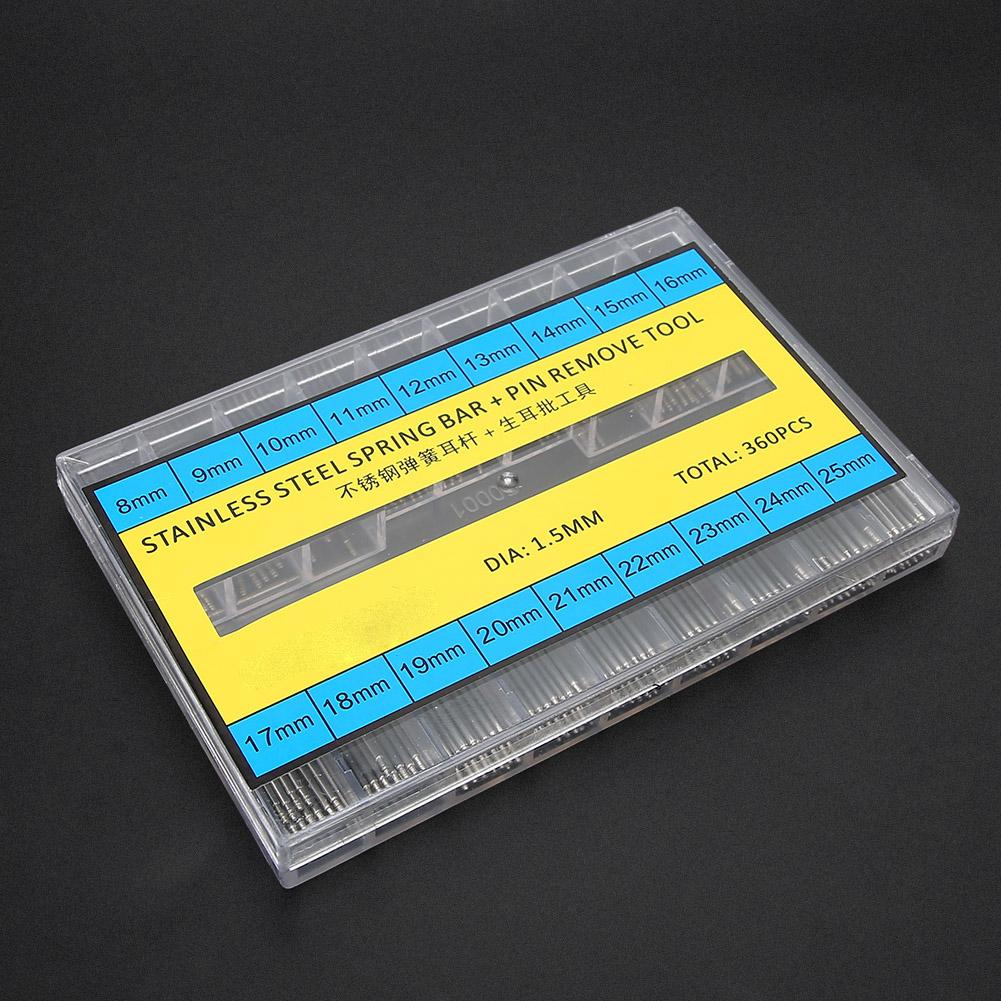 8mm 9mm 10mm 11mm 12mm 13mm 14mm 15mm 16mm
STAINLESS STEEL SPRING BAR + PIN REMOVE TOOL
不锈钢弹簧耳杆 + 生耳批工具
10000
DIA: 1.5MM
TOTAL: 360PCS
17mm 18mm 19mm 20mm 21mm 22mm 23mm 24mm 25mm